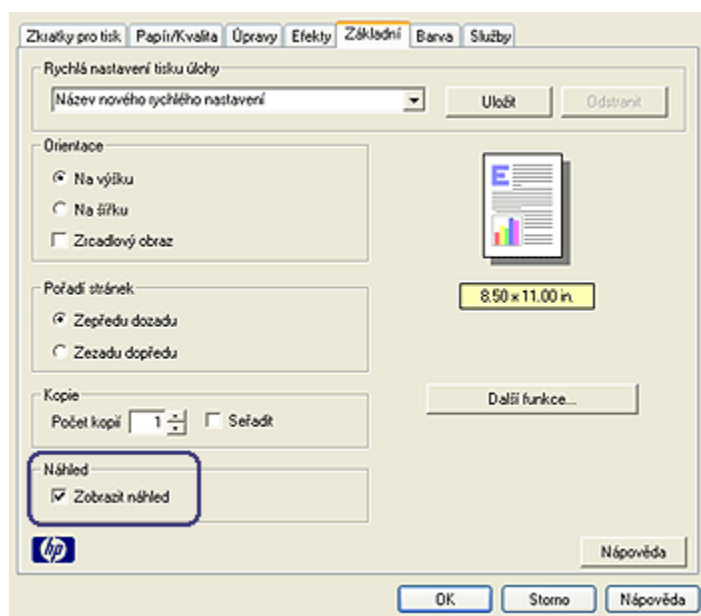 Zkratky pro tisk Papír/Kvalita Úpravy Efekty Základní Barva Služby
Rychlá nastavení tisku úlohy
Název nového rychlého nastavení Uložit Odstranit
Orientace
Na výšku
Na šířku
Zrcadlový obraz
E
8.50 × 11.00 in.
Pořadí stránek
Zepředu dozadu
Zezadu dopředu
Kopie
Počet kopií 1 Seřadit
Další funkce...
Náhled
Zobrazit náhled
hp
Nápověda
OK Storno Nápověda